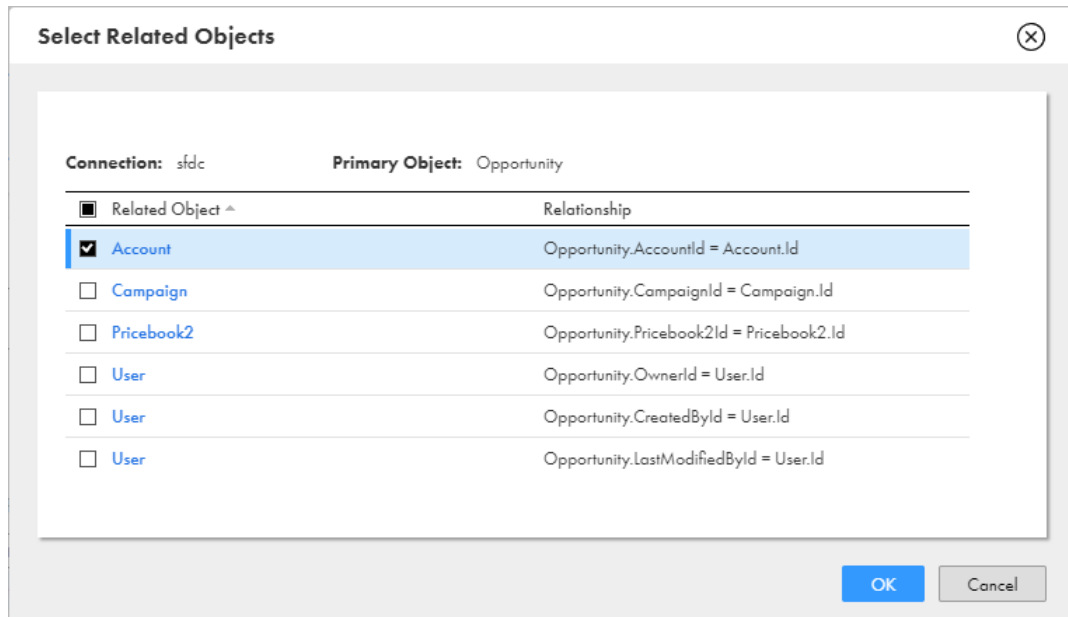 Select Related Objects
Connection: sfdc Primary Object: Opportunity
Related Object Relationship
Account Opportunity.AccountId = Account.Id
Campaign Opportunity.CampaignId = Campaign.Id
Pricebook2 Opportunity.Pricebook2Id = Pricebook2.Id
User Opportunity.OwnerId = User.Id
User Opportunity.CreatedById = User.Id
User Opportunity.LastModifiedById = User.Id
OK Cancel